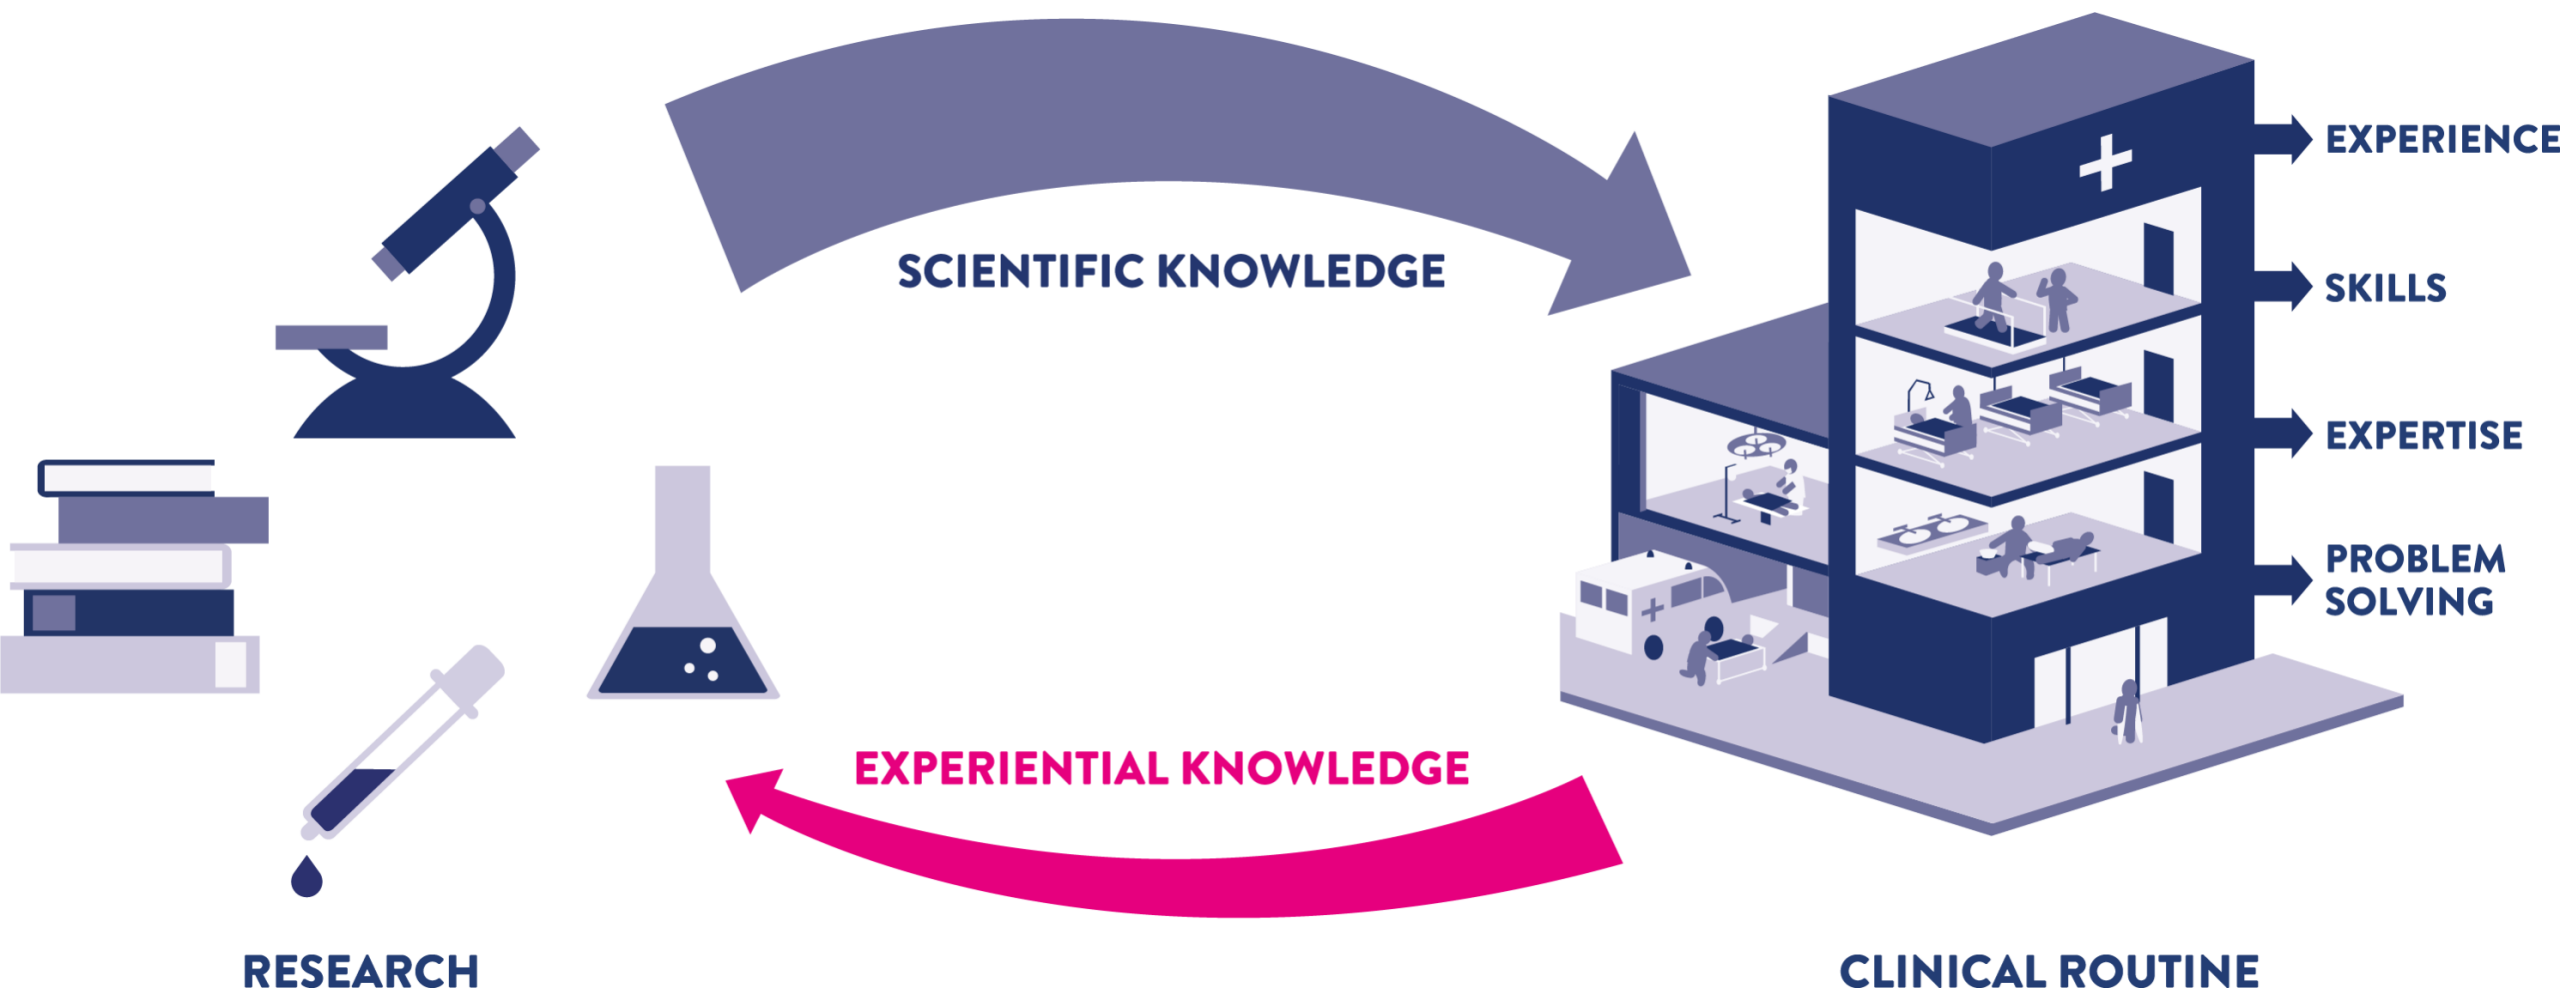 SCIENTIFIC KNOWLEDGE
EXPERIENCE
SKILLS
EXPERTISE
PROBLEM
SOLVING
EXPERIENTIAL KNOWLEDGE
RESEARCH
CLINICAL ROUTINE